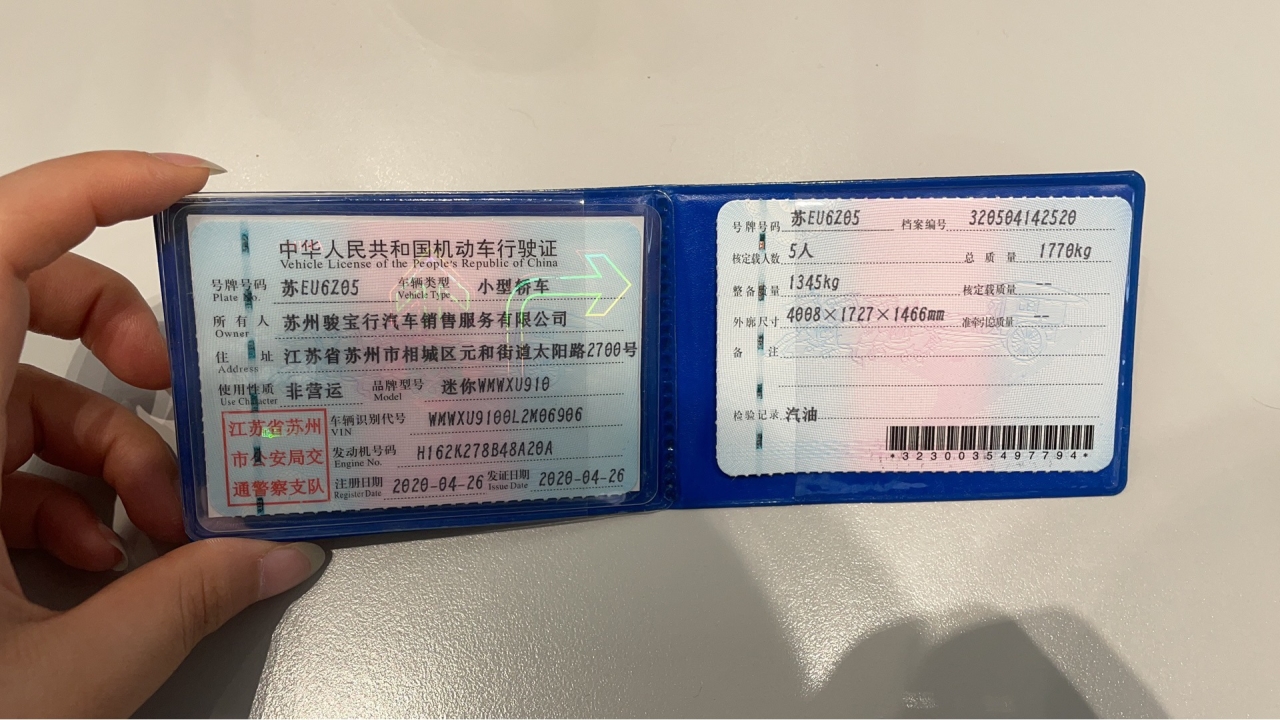 中华人民共和国机动车行驶证
Vehicle License of the People's Republic of China
号牌号码 苏EU6Z05 车辆类型 小型轿车
Plate No. Vehicle Type
所有人 苏州骏宝行汽车销售服务有限公司
Owner
住址 江苏省苏州市相城区元和街道太阳路2700号
Address
使用性质 非营运 品牌型号 迷你WMWXU910
Use Character Model
江苏省苏州
市公安局交
通警察支队
车辆识别代号 WMWXU9100L2M06906
VIN
发动机号码 H162K278B48A20A
Engine No.
注册日期 2020-04-26 发证日期 2020-04-26
Register Date Issue Date
号牌号码 苏EU6Z05 档案编号 320504142520
核定载人数 5人 总质量 1770kg
整备质量 1345kg 核定载质量 --
外廓尺寸 4008×1727×1466mm 准牵引总质量 --
备注
检验记录 汽油
*3230035497794*